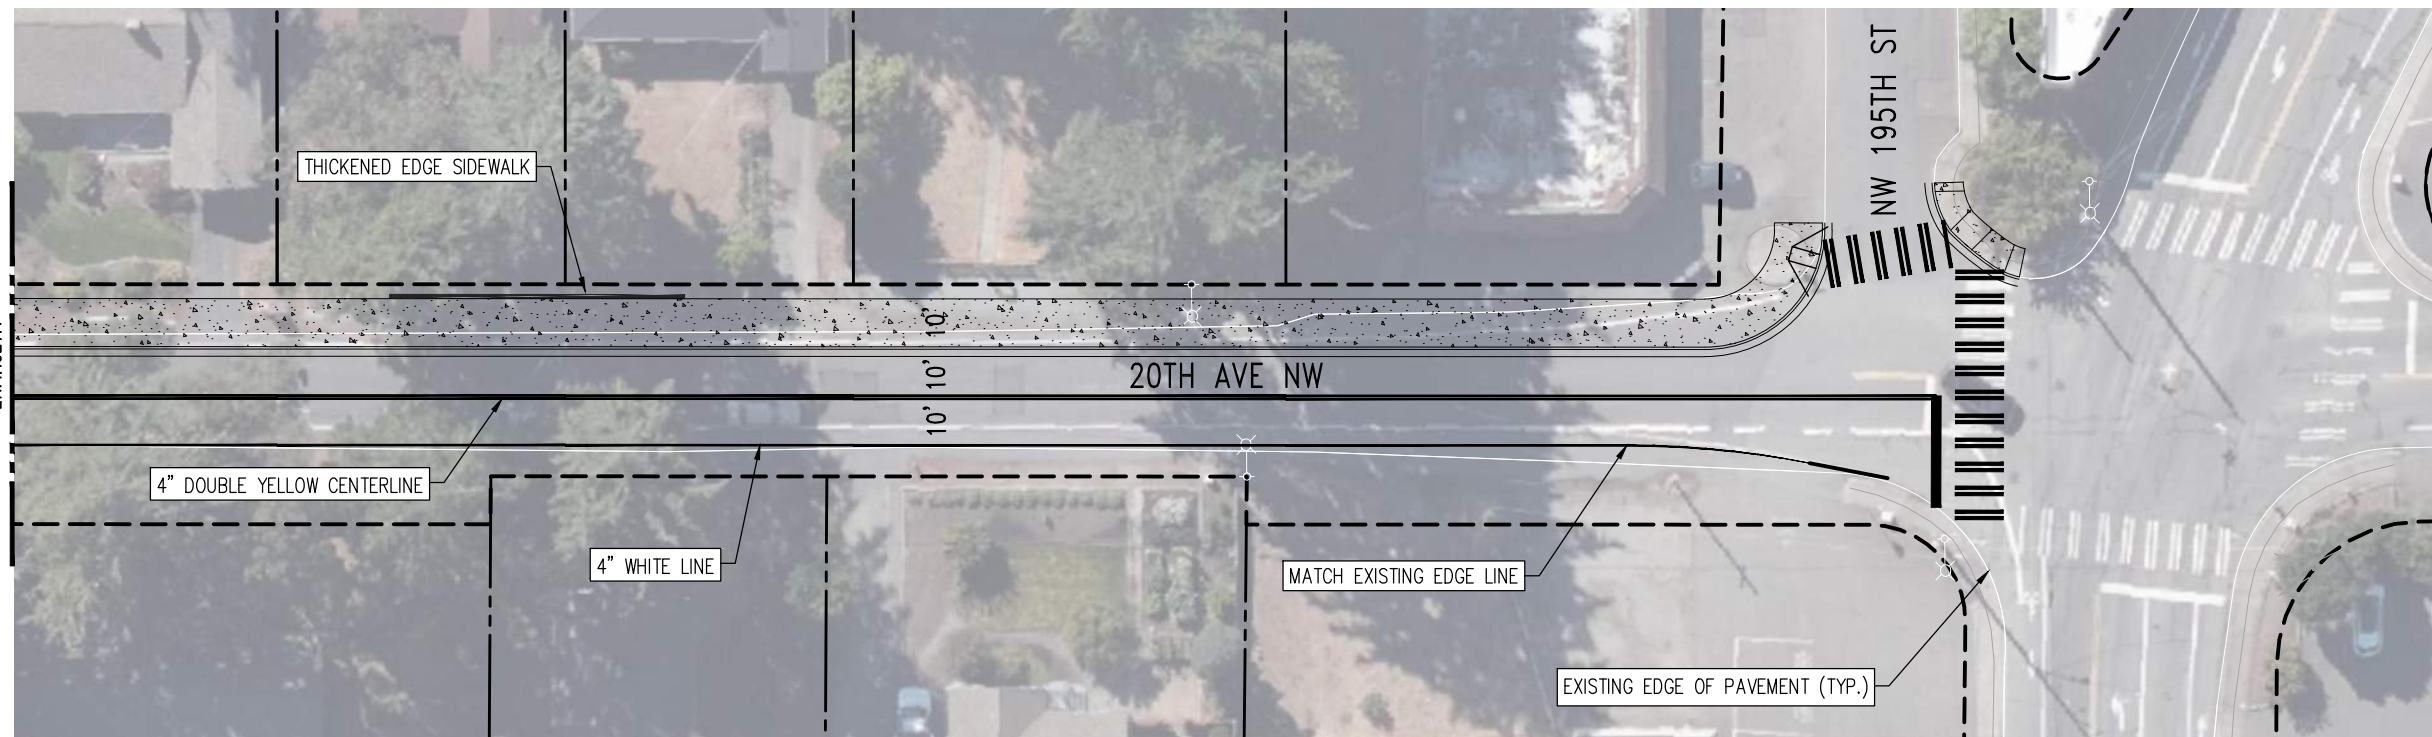 NW 195TH ST
THICKENED EDGE SIDEWALK
10'
10'
20TH AVE NW
10'
4" DOUBLE YELLOW CENTERLINE
4" WHITE LINE
MATCH EXISTING EDGE LINE
EXISTING EDGE OF PAVEMENT (TYP.)